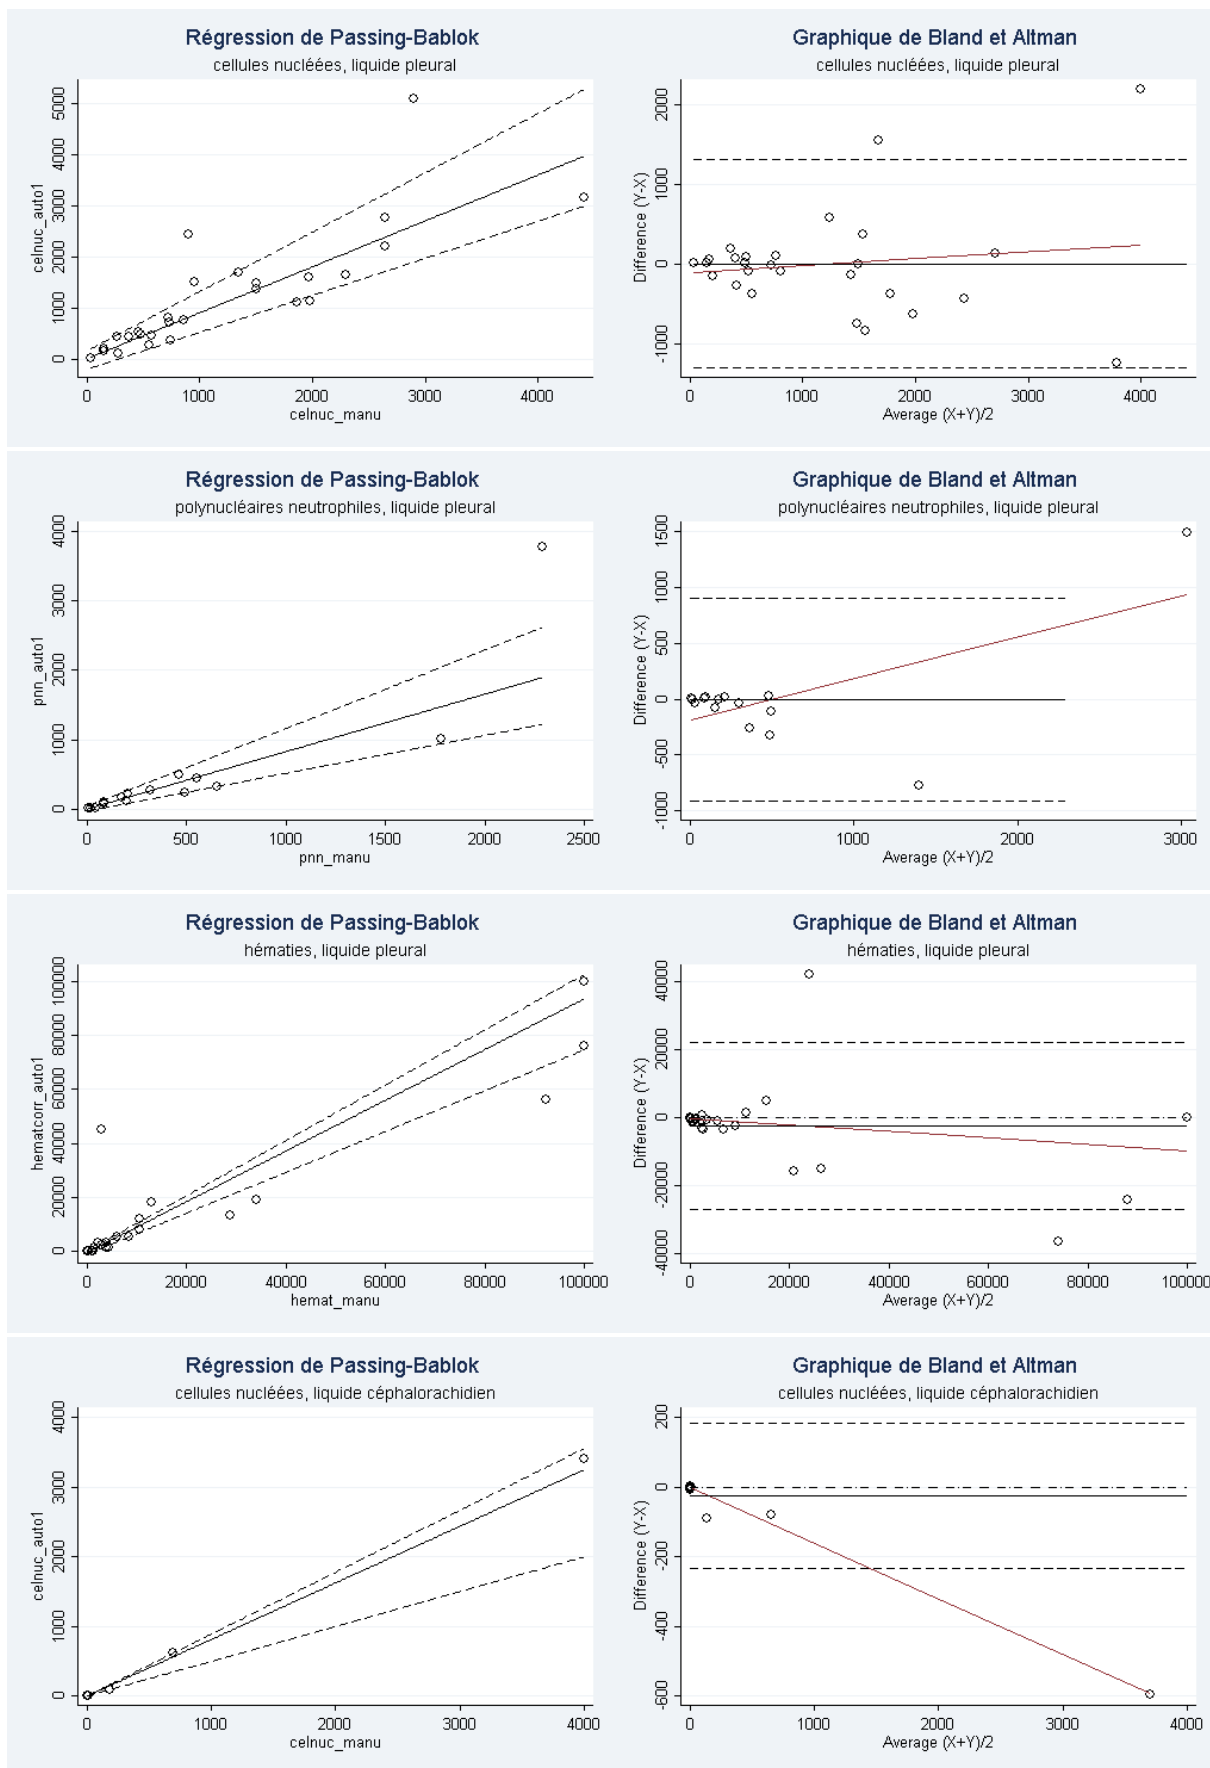 Régression de Passing-Bablok
cellules nucléées, liquide pleural
celnuc_auto1
5000
4000
3000
2000
1000
0
0 1000 2000 3000 4000
celnuc_manu
Graphique de Bland et Altman
cellules nucléées, liquide pleural
Difference (Y-X)
2000
1000
0
-1000
0 1000 2000 3000 4000
Average (X+Y)/2
Régression de Passing-Bablok
polynucléaires neutrophiles, liquide pleural
pnn_auto1
4000
3000
2000
1000
0
0 500 1000 1500 2000 2500
pnn_manu
Graphique de Bland et Altman
polynucléaires neutrophiles, liquide pleural
Difference (Y-X)
1500
1000
500
0
-500
-1000
0 1000 2000 3000
Average (X+Y)/2
Régression de Passing-Bablok
hématies, liquide pleural
hematcorr_auto1
100000
80000
60000
40000
20000
0
0 20000 40000 60000 80000 100000
hemat_manu
Graphique de Bland et Altman
hématies, liquide pleural
Difference (Y-X)
40000
20000
0
-20000
-40000
0 20000 40000 60000 80000 100000
Average (X+Y)/2
Régression de Passing-Bablok
cellules nucléées, liquide céphalorachidien
celnuc_auto1
4000
3000
2000
1000
0
0 1000 2000 3000 4000
celnuc_manu
Graphique de Bland et Altman
cellules nucléées, liquide céphalorachidien
Difference (Y-X)
200
0
-200
-400
-600
0 1000 2000 3000 4000
Average (X+Y)/2